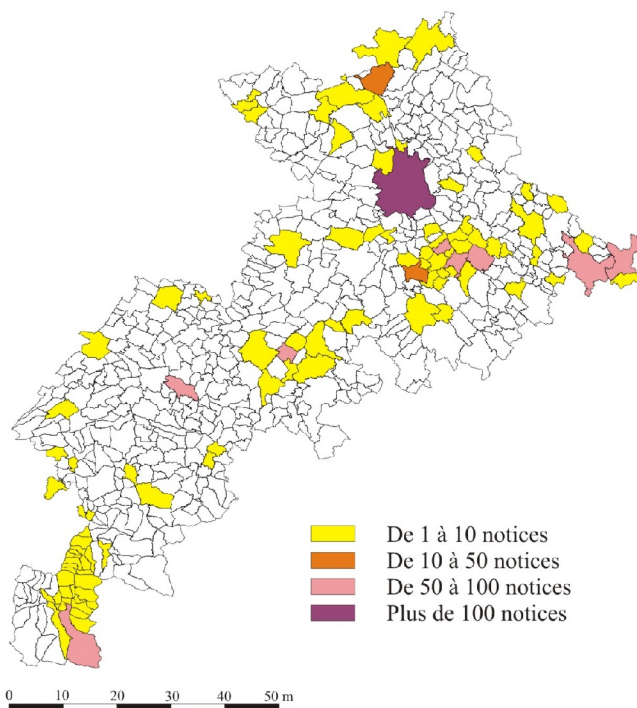 De 1 à 10 notices
De 10 à 50 notices
De 50 à 100 notices
Plus de 100 notices
0 10 20 30 40 50 m